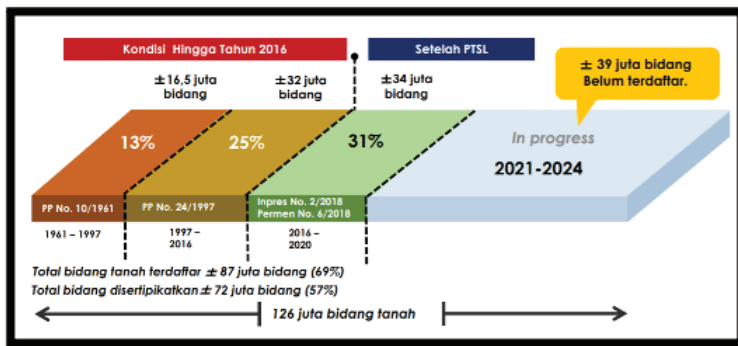 Kondisi Hingga Tahun 2016
Setelah PTSL
±16,5 juta
bidang
±32 juta
bidang
±34 juta
bidang
± 39 juta bidang
Belum terdaftar.
13%
25%
31%
In progress
2021-2024
PP No. 10/1961
PP No. 24/1997
Inpres No. 2/2018
Permen No. 6/2018
1961 – 1997
1997 –
2016
2016 –
2020
Total bidang tanah terdaftar ± 87 juta bidang (69%)
Total bidang disertipikatkan ± 72 juta bidang (57%)
126 juta bidang tanah